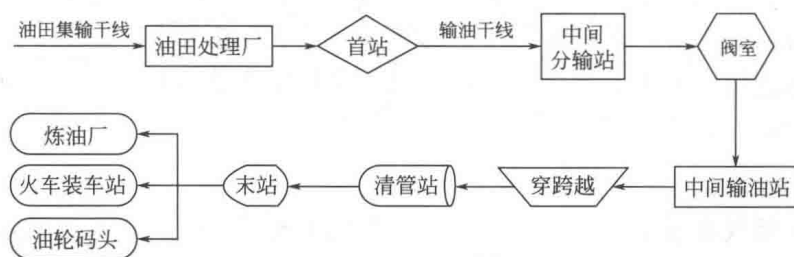 油田集输干线
油田处理厂
首站
输油干线
中间
分输站
阀室
中间输油站
穿跨越
清管站
末站
炼油厂
火车装车站
油轮码头